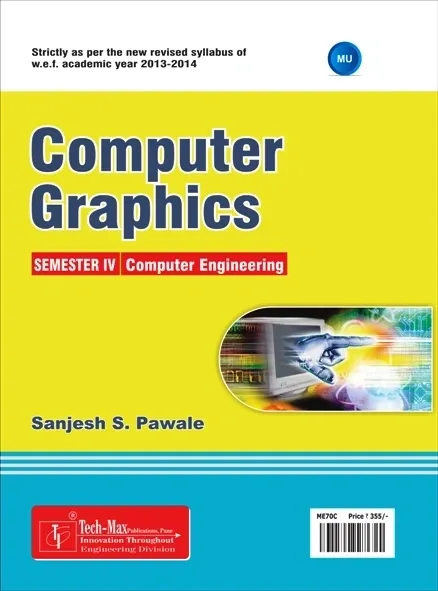 Strictly as per the new revised syllabus of
w.e.f. academic year 2013-2014
MU
Computer
Graphics
SEMESTER IV Computer Engineering
Sanjesh S. Pawale
® Tech-Max Publications, Pune
Innovation Throughout
Engineering Division
ME70C Price ₹ 355/-